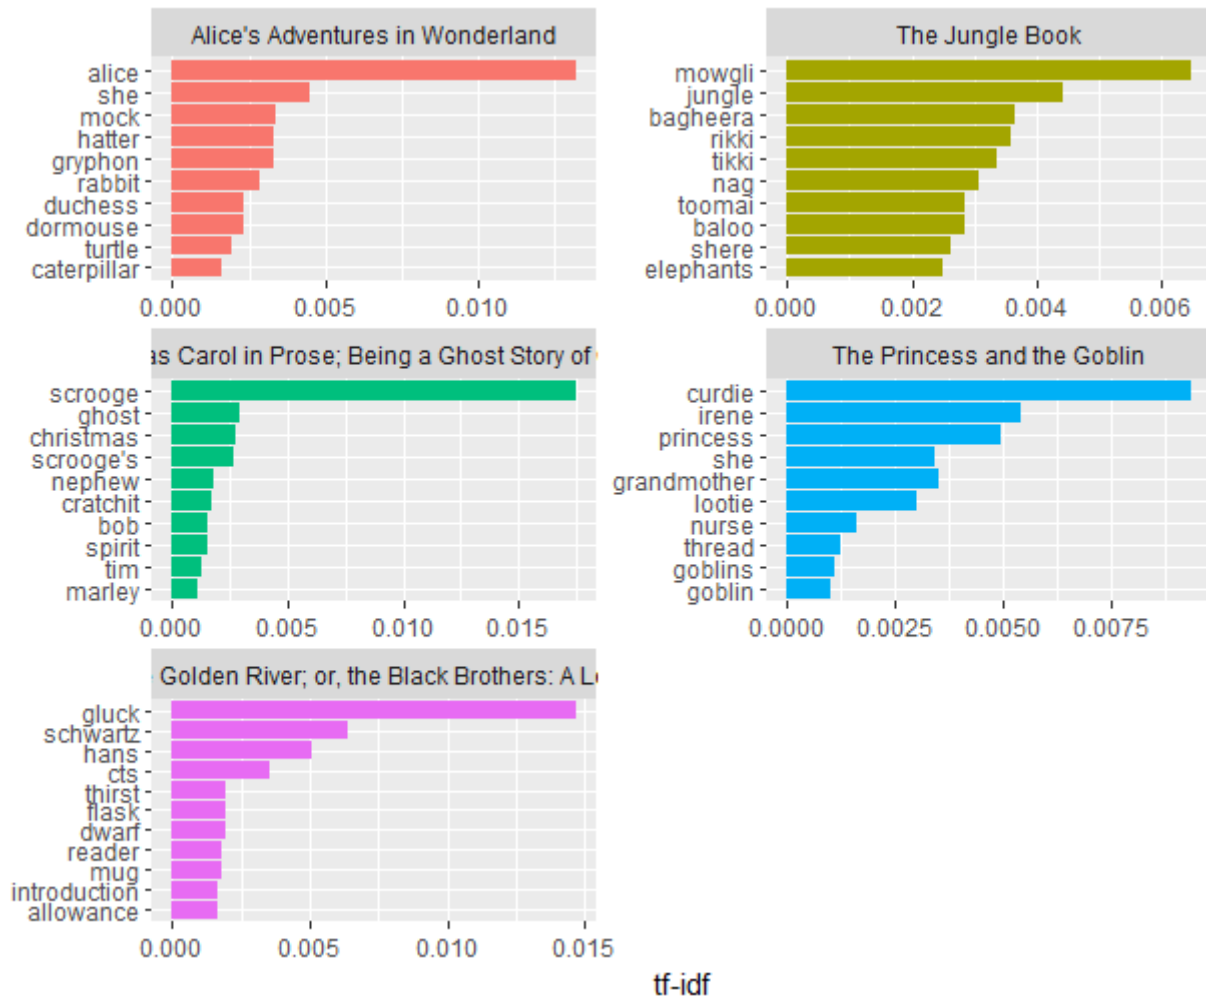 Alice's Adventures in Wonderland
alice
she
mock
hatter
gryphon
rabbit
duchess
dormouse
turtle
caterpillar
0.000 0.005 0.010
The Jungle Book
mowgli
jungle
bagheera
rikki
tikki
nag
toomai
baloo
shere
elephants
0.000 0.002 0.004 0.006
as Carol in Prose; Being a Ghost Story of
scrooge
ghost
christmas
scrooge's
nephew
cratchit
bob
spirit
tim
marley
0.000 0.005 0.010 0.015
The Princess and the Goblin
curdie
irene
princess
she
grandmother
lootie
nurse
thread
goblins
goblin
0.0000 0.0025 0.0050 0.0075
Golden River; or, the Black Brothers: A L
gluck
schwartz
hans
cts
thirst
flask
dwarf
reader
mug
introduction
allowance
0.000 0.005 0.010 0.015
tf-idf